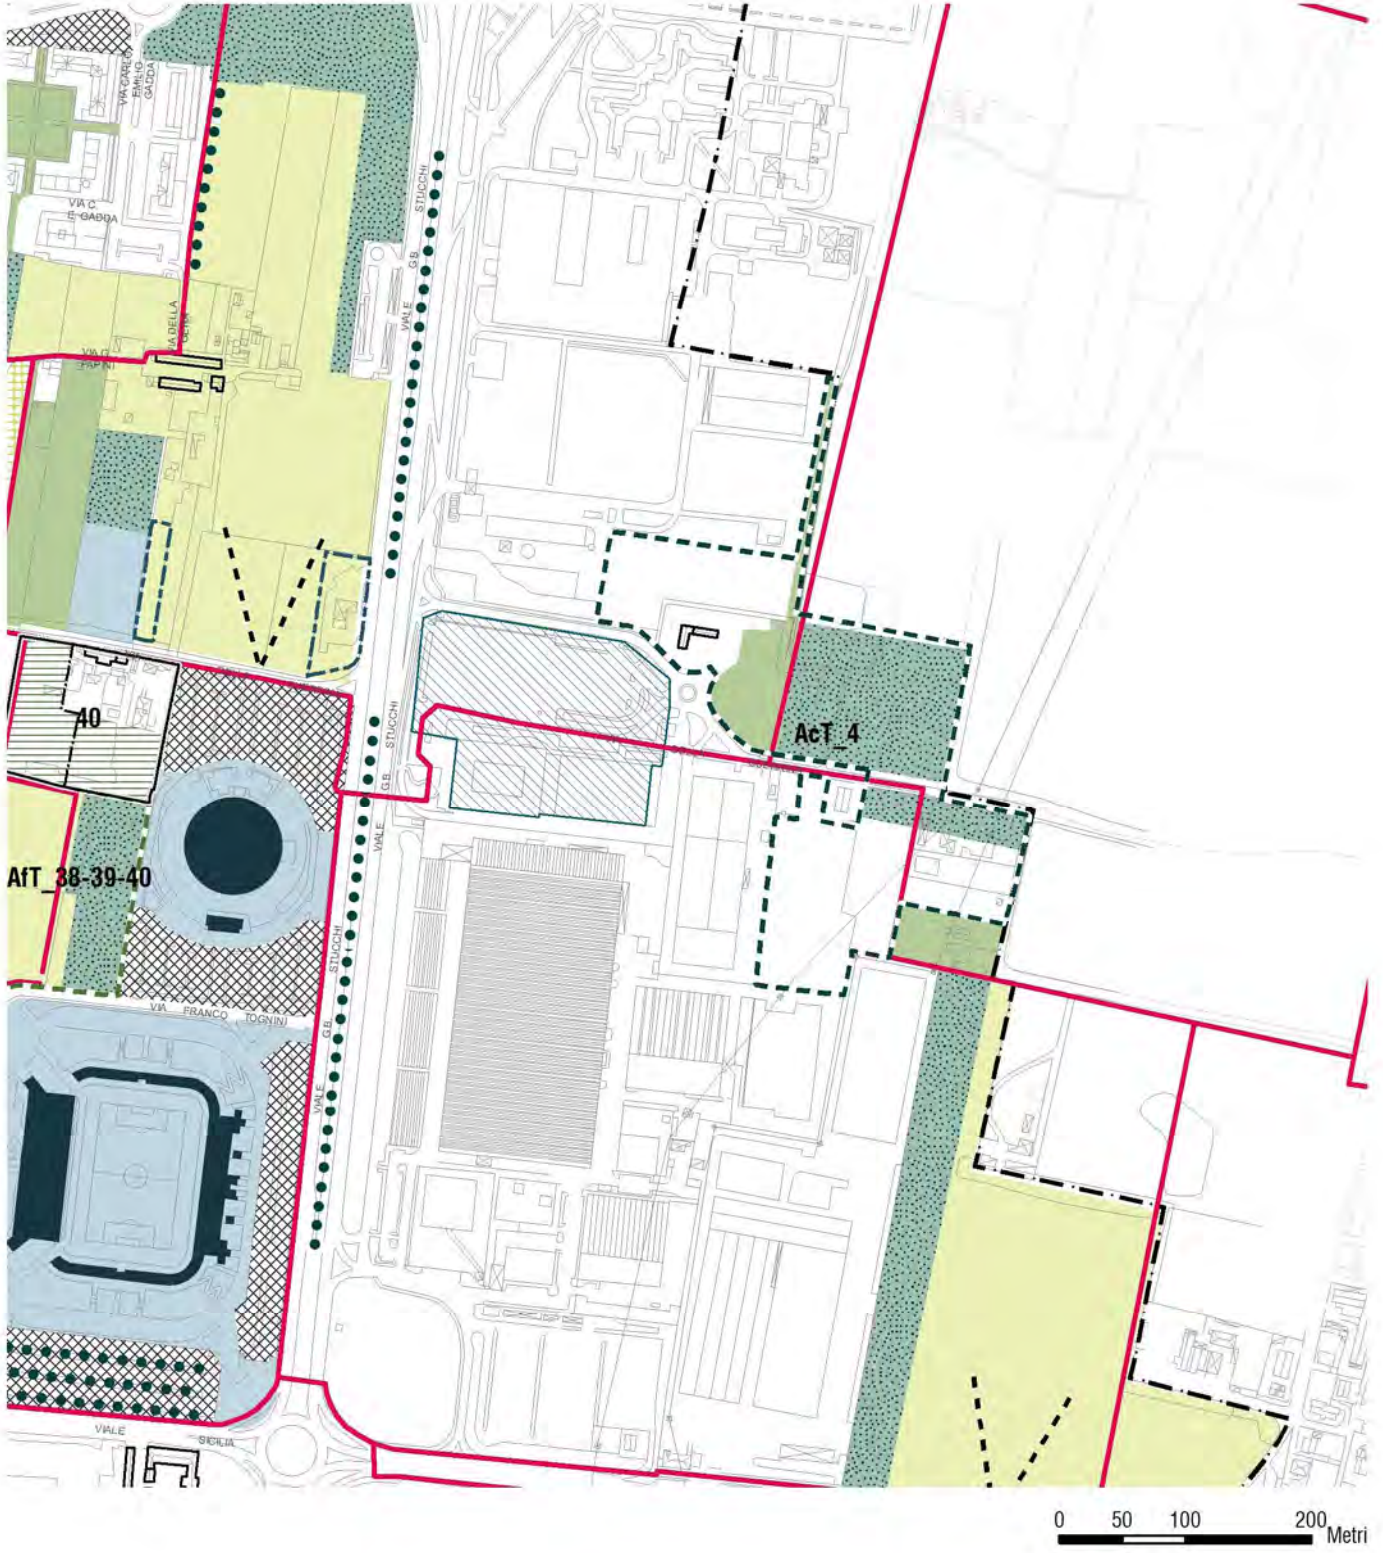 VIA CARLO
EMILIO
GADDA
VIA C.
E. GADDA
STUCCHI
G.B.
VIALE
VIA G.
PAPINI
STUCCHI
G.B.
VIALE
40
AcT_4
AfT_38-39-40
STUCCHI
G.B.
VIALE
VIA FRANCO TOGNINI
VIALE SICILIA
0 50 100 200 Metri